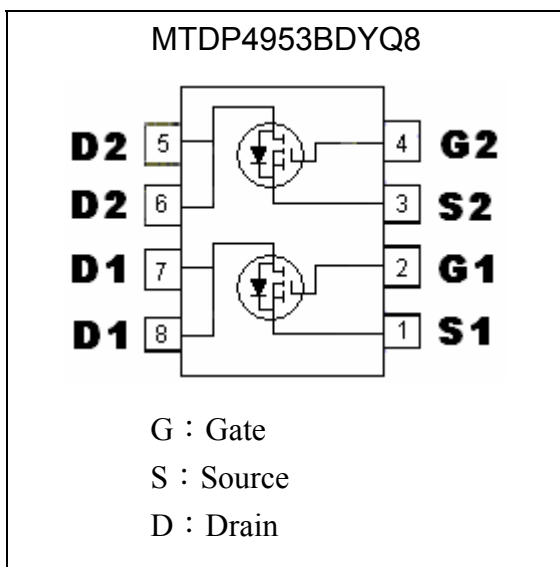 MTDP4953BDYQ8
D2 5 4 G2
D2 6 3 S2
D1 7 2 G1
D1 8 1 S1
G：Gate
S：Source
D：Drain